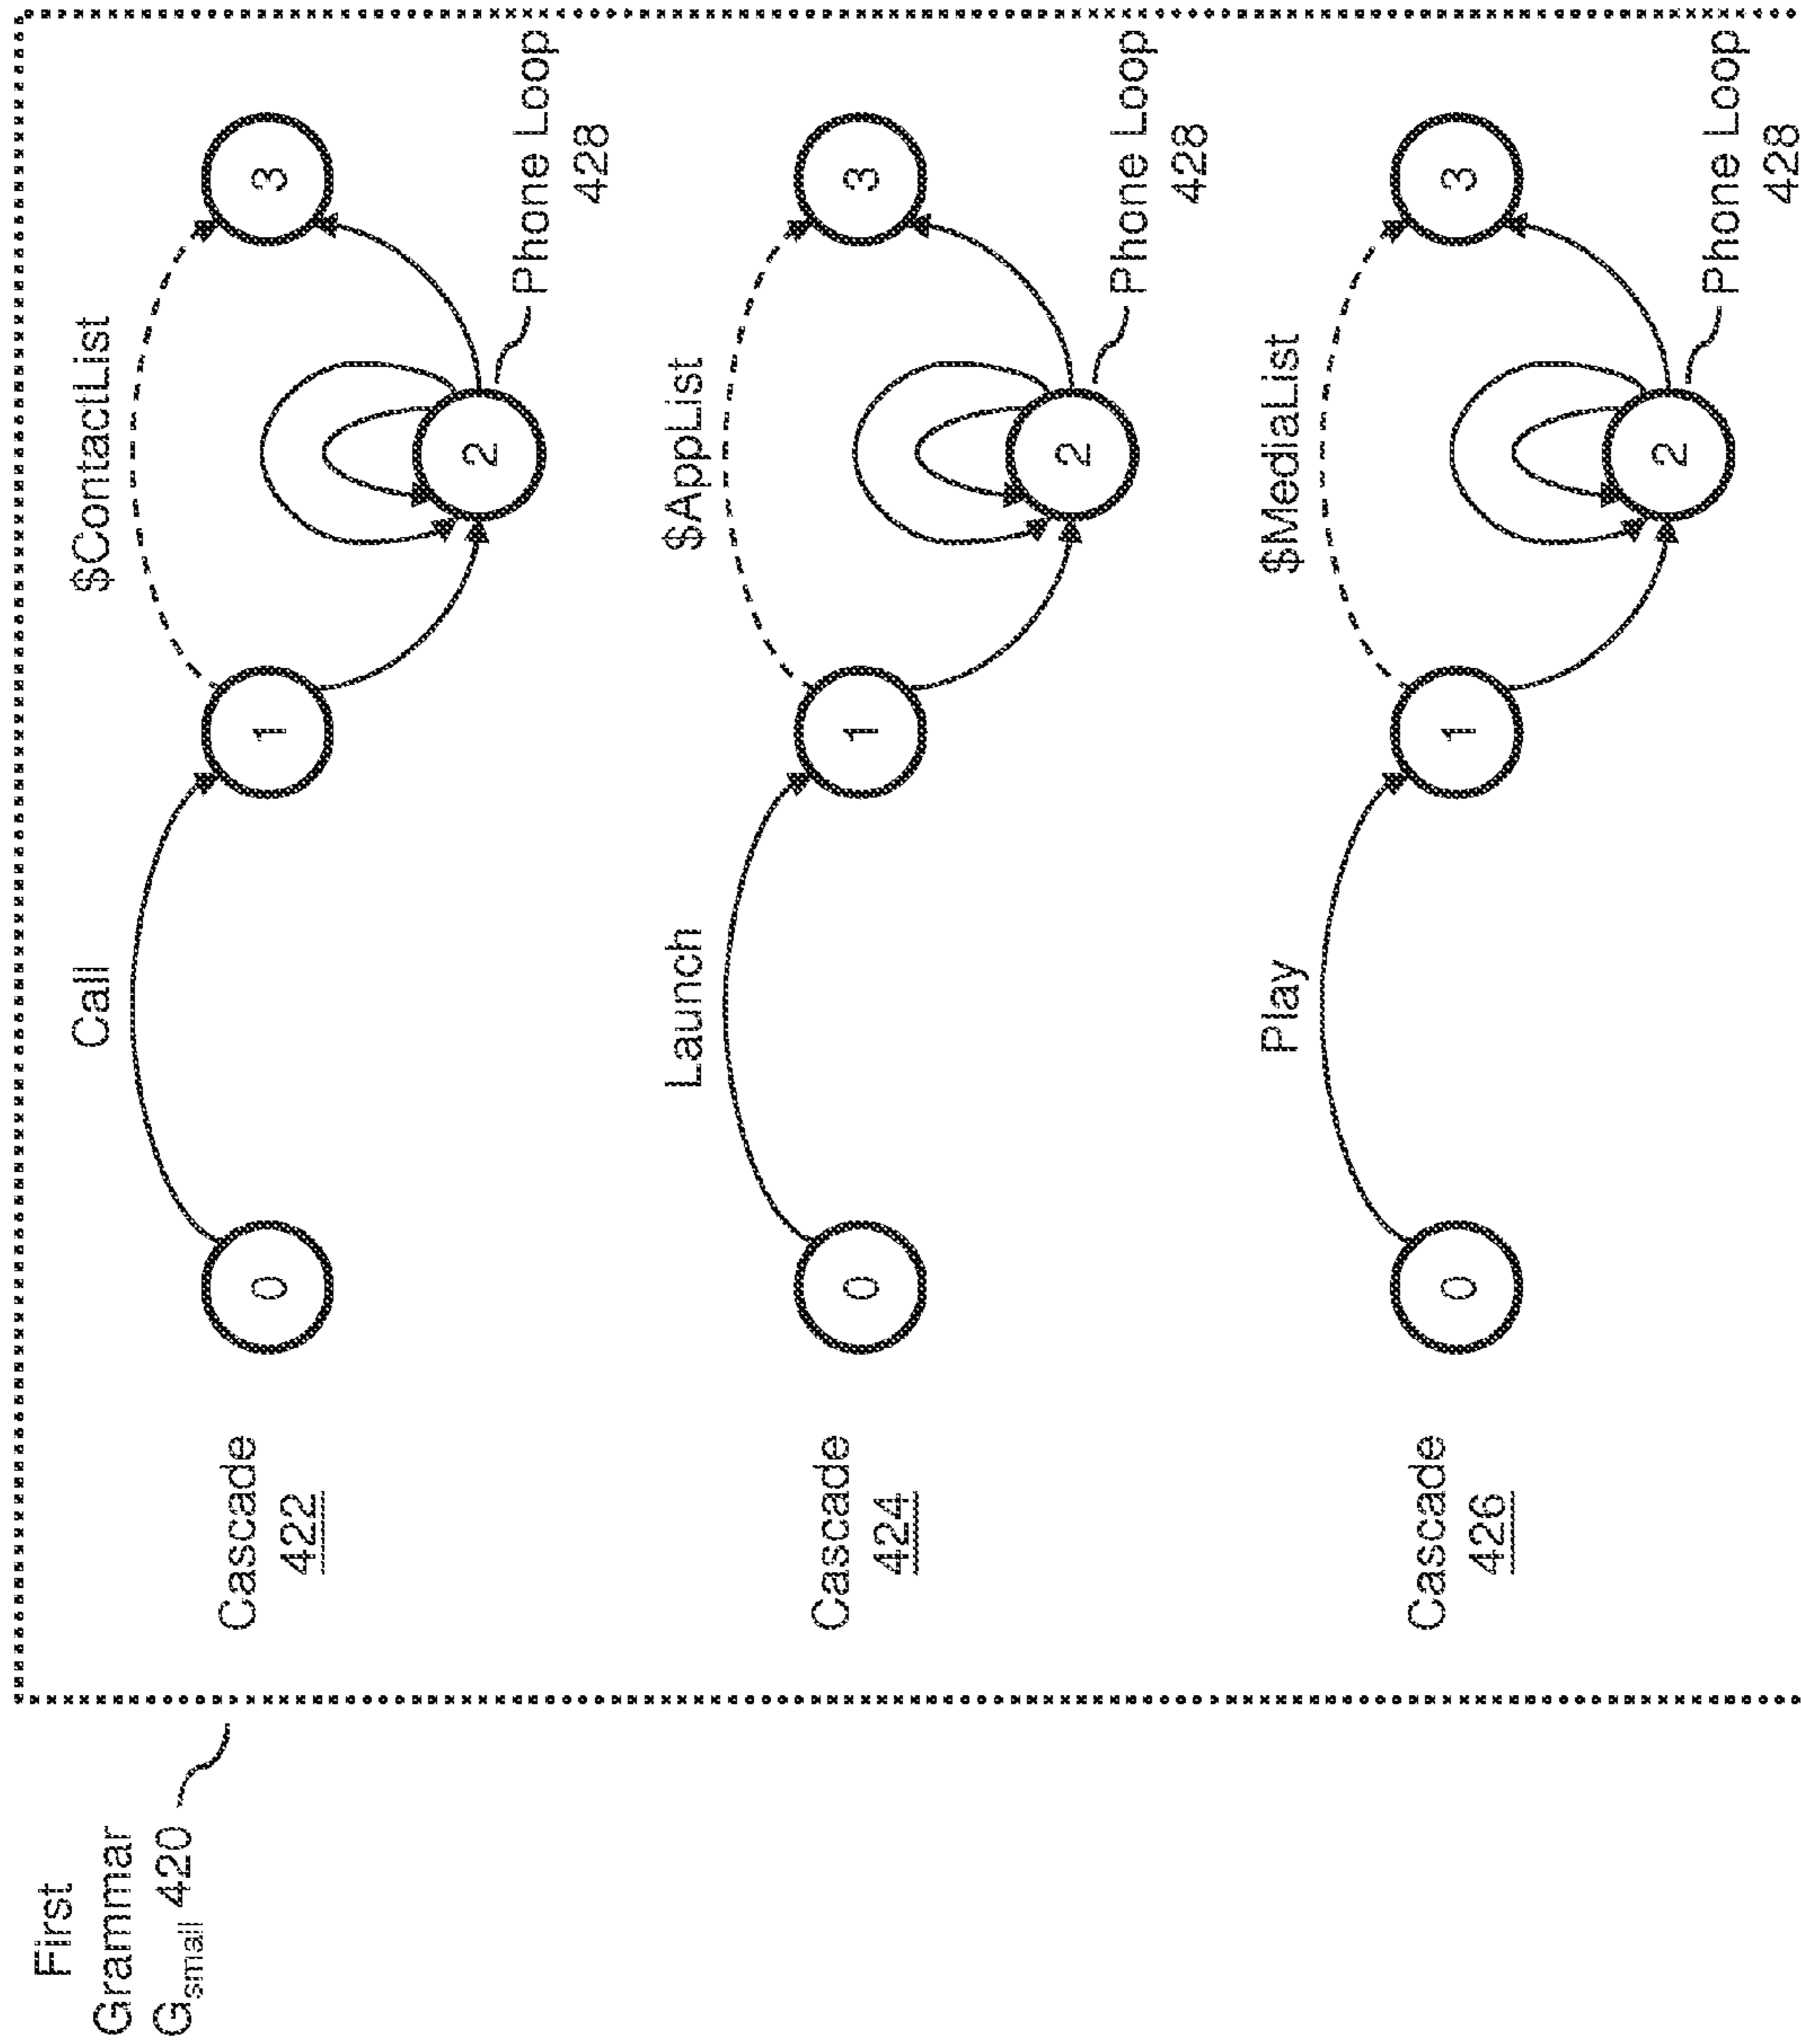 First
Grammar
G_small 420
Cascade
422
Call
$ContactList
0
1
2
3
Phone Loop
428
Cascade
424
Launch
$AppList
0
1
2
3
Phone Loop
428
Cascade
426
Play
$MediaList
0
1
2
3
Phone Loop
428